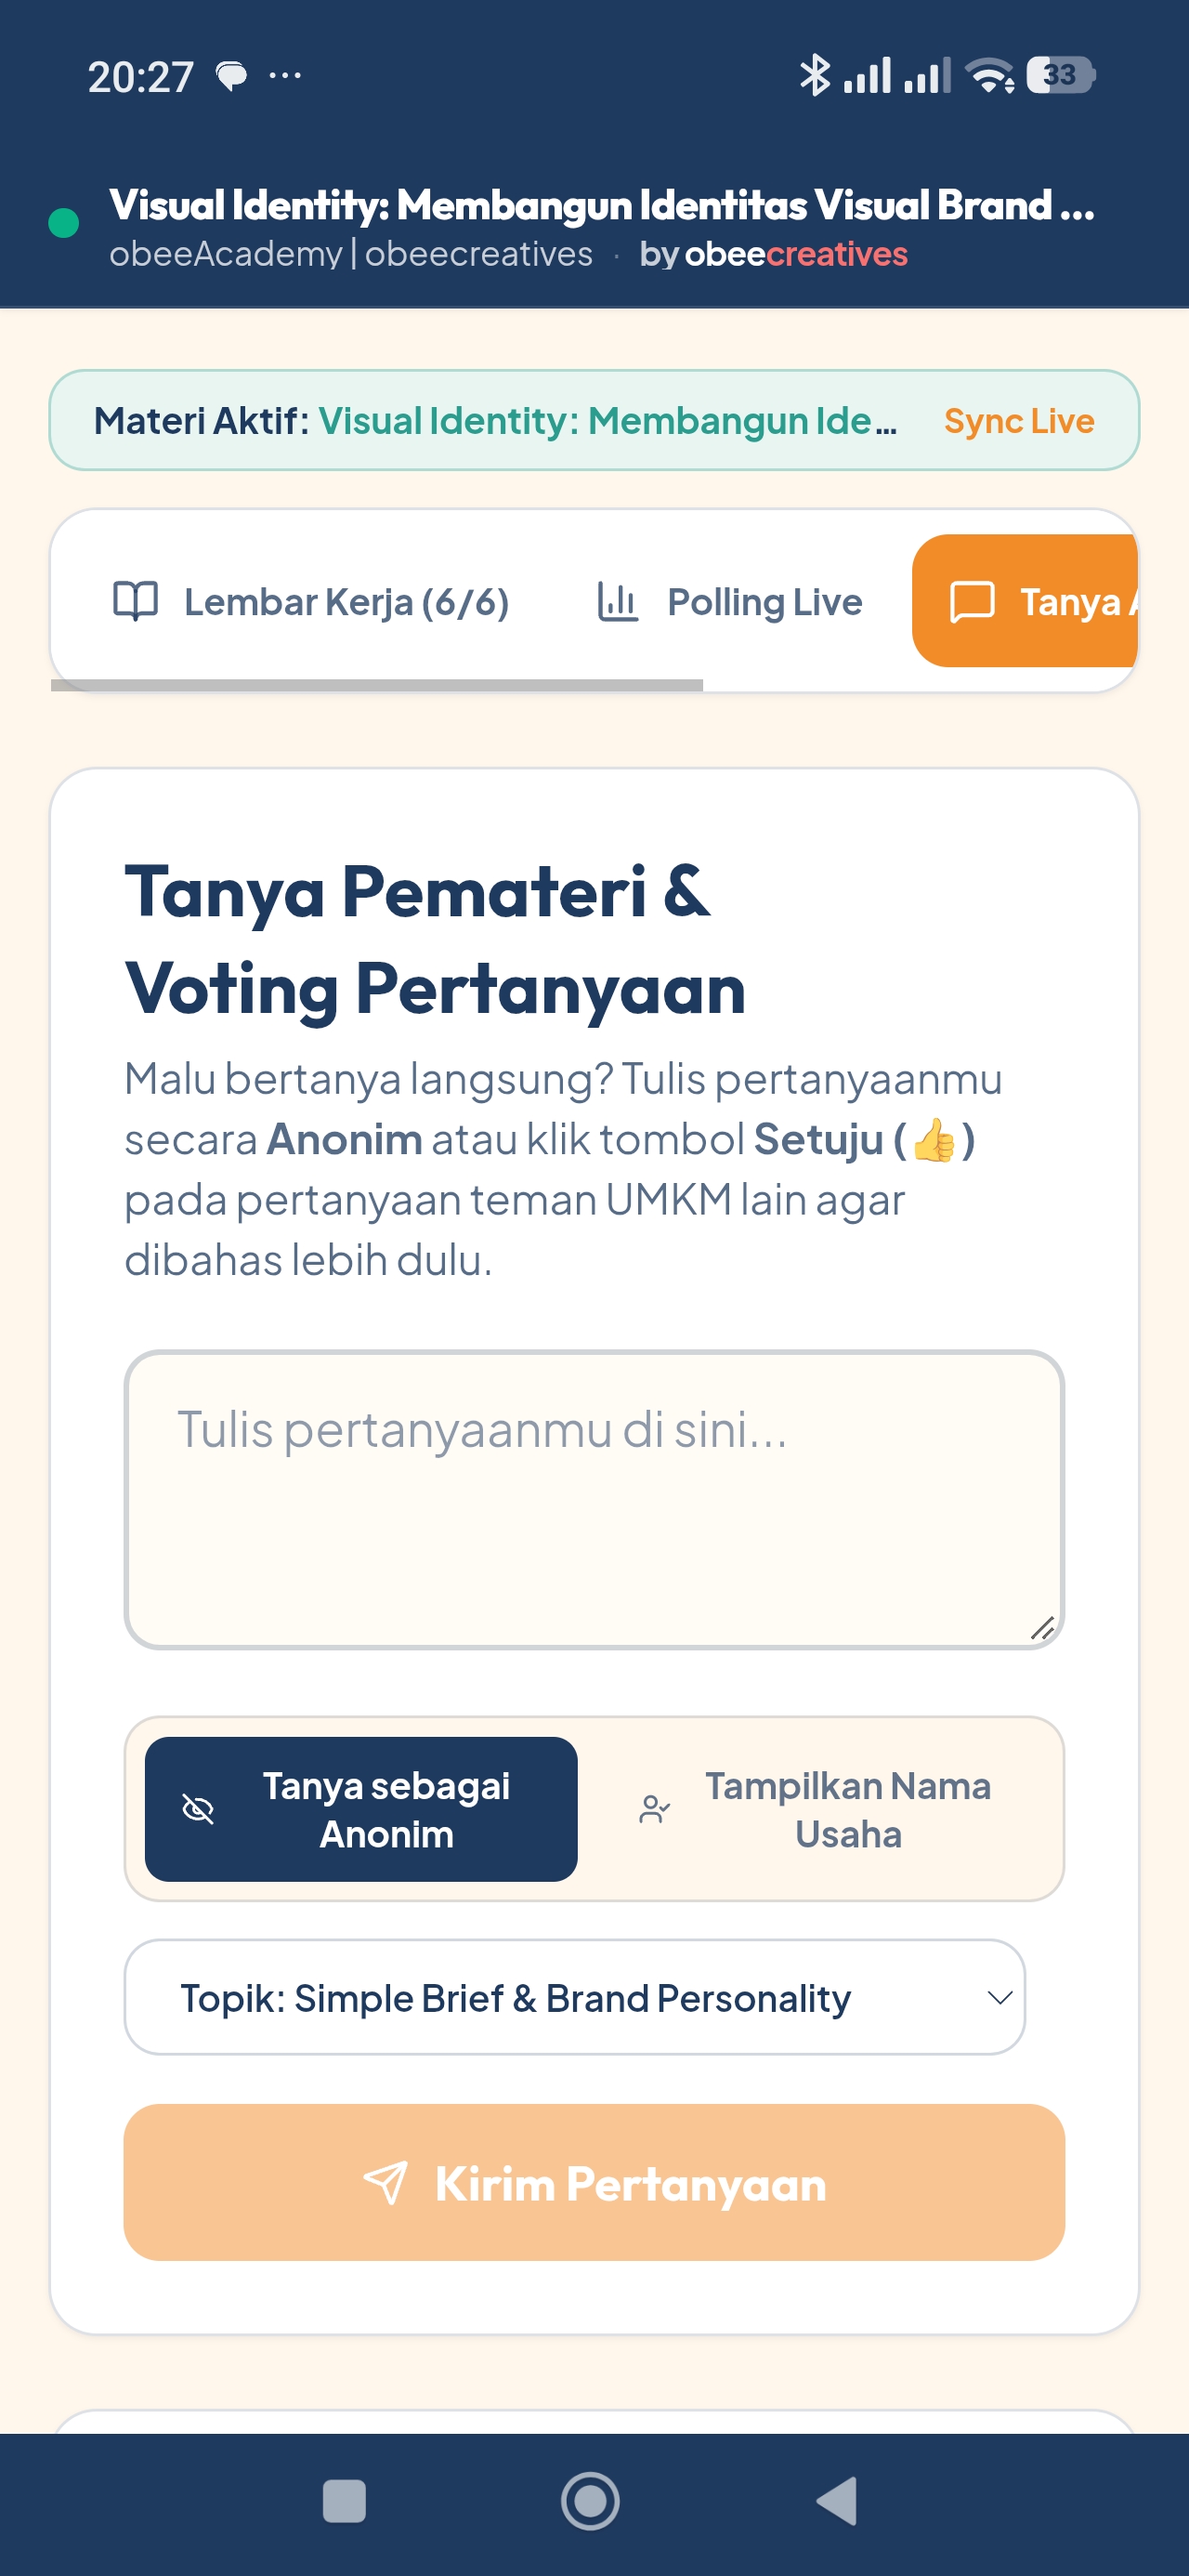 20:27 ...
33
Visual Identity: Membangun Identitas Visual Brand ...
obeeAcademy | obeecreatives · by obeecreatives
Materi Aktif: Visual Identity: Membangun Ide... Sync Live
Lembar Kerja (6/6) Polling Live Tanya
Tanya Pemateri &
Voting Pertanyaan
Malu bertanya langsung? Tulis pertanyaanmu
secara Anonim atau klik tombol Setuju (👍)
pada pertanyaan teman UMKM lain agar
dibahas lebih dulu.
Tulis pertanyaanmu di sini...
Tanya sebagai
Anonim
Tampilkan Nama
Usaha
Topik: Simple Brief & Brand Personality
Kirim Pertanyaan